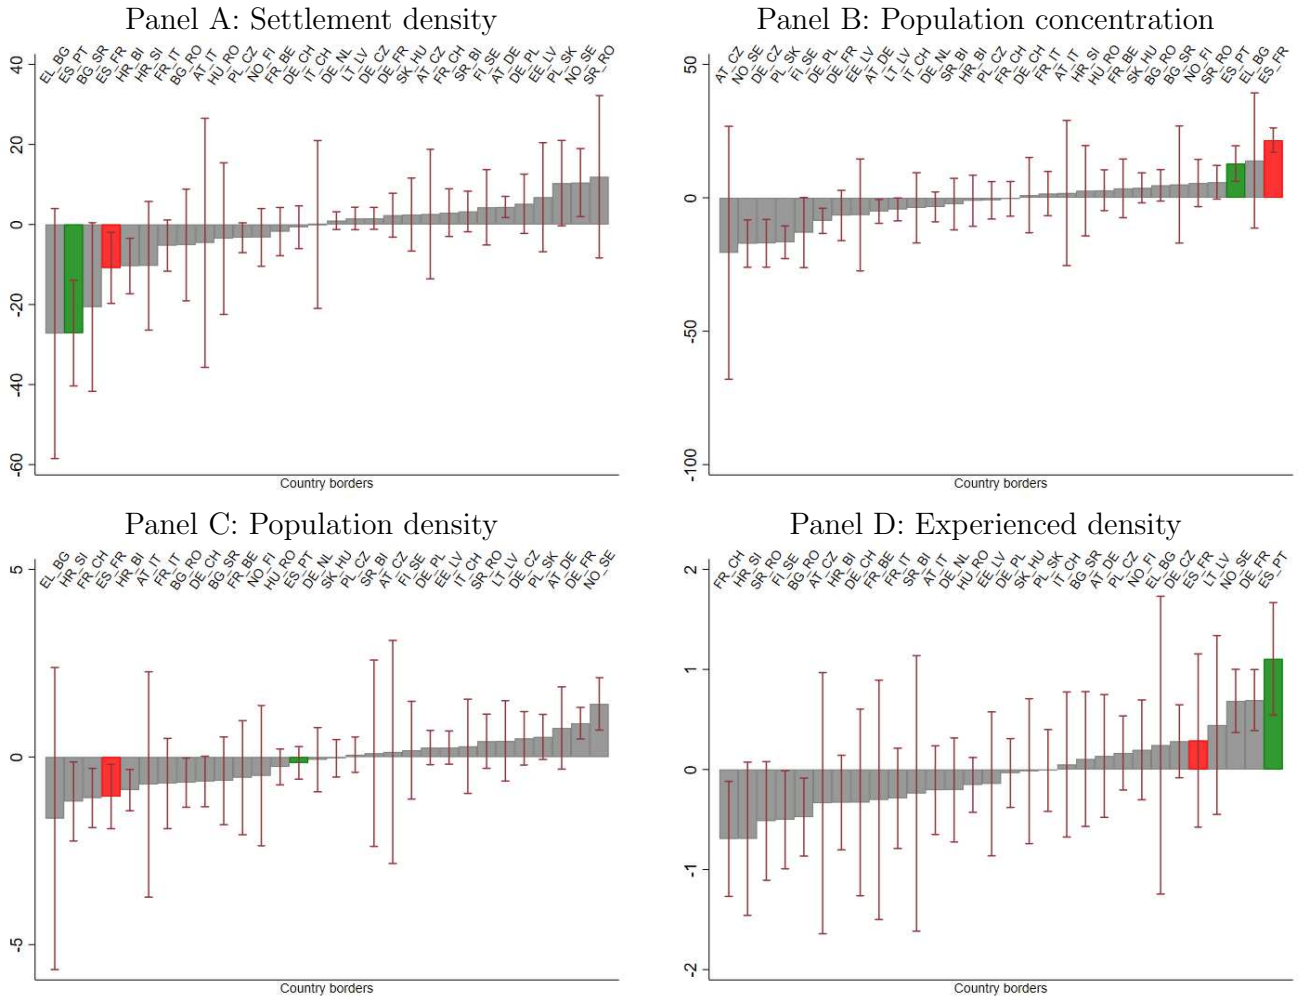 Panel A: Settlement density
EL_BG ES_PT BG_SR ES_FR HR_BI HR_SI FR_IT BG_RO AT_IT HU_RO PL_CZ NO_FI FR_BE DE_CH IT_CH DE_NL LT_LV DE_CZ DE_FR SK_HU AT_CZ FR_CH SR_BI FI_SE AT_DE DE_PL EE_LV PL_SK NO_SE SR_RO
40
20
0
-20
-40
-60
Country borders
Panel B: Population concentration
AT_CZ NO_SE DE_CZ PL_SK FI_SE DE_PL DE_FR EE_LV AT_DE LT_LV IT_CH DE_NL SR_BI HR_BI PL_CZ FR_CH DE_CH FR_IT AT_IT HR_SI HU_RO FR_BE SK_HU BG_RO BG_SR NO_FI SR_RO ES_PT EL_BG ES_FR
50
0
-50
-100
Country borders
Panel C: Population density
EL_BG HR_SI FR_CH ES_FR HR_BI AT_IT FR_IT BG_RO DE_CH BG_SR FR_BE NO_FI HU_RO ES_PT DE_NL SK_HU PL_CZ SR_BI AT_CZ FI_SE DE_PL EE_LV IT_CH SR_RO LT_LV DE_CZ PL_SK AT_DE DE_FR NO_SE
5
0
-5
Country borders
Panel D: Experienced density
FR_CH HR_SI SR_RO FI_SE BG_RO AT_CZ HR_BI DE_CH FR_BE FR_IT SR_BI AT_IT DE_NL HU_RO EE_LV DE_PL SK_HU PL_SK IT_CH BG_SR AT_DE PL_CZ NO_FI EL_BG DE_CZ ES_FR LT_LV NO_SE DE_FR ES_PT
2
1
0
-1
-2
Country borders